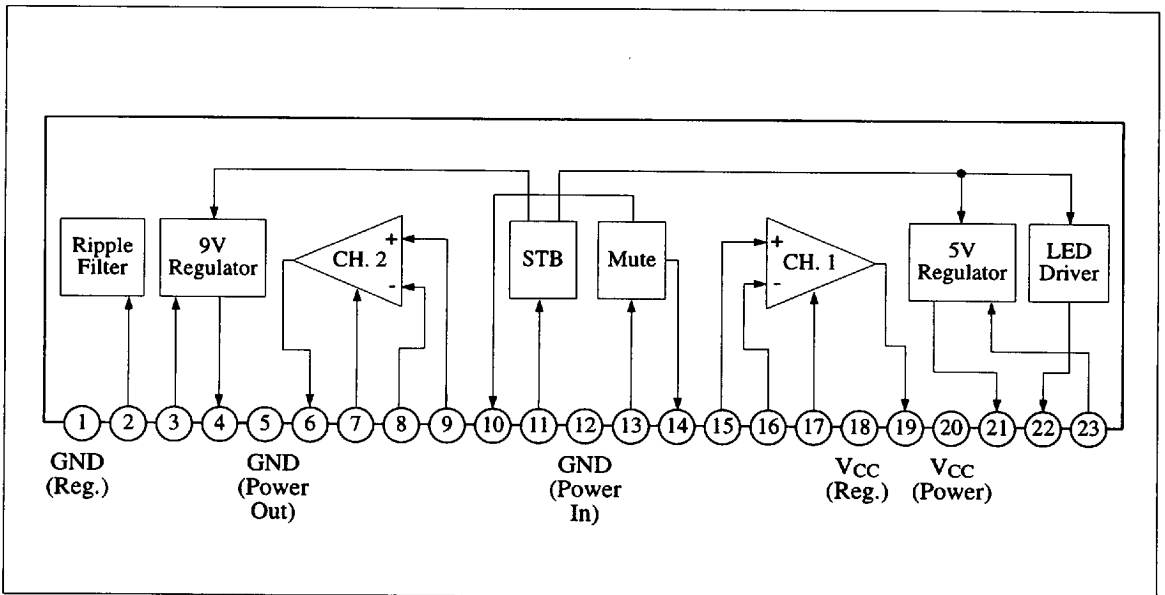 Ripple
Filter
9V
Regulator
CH. 2
+
-
STB
Mute
+
-
CH. 1
5V
Regulator
LED
Driver
1 2 3 4 5 6 7 8 9 10 11 12 13 14 15 16 17 18 19 20 21 22 23
GND
(Reg.)
GND
(Power
Out)
GND
(Power
In)
VCC
(Reg.)
VCC
(Power)